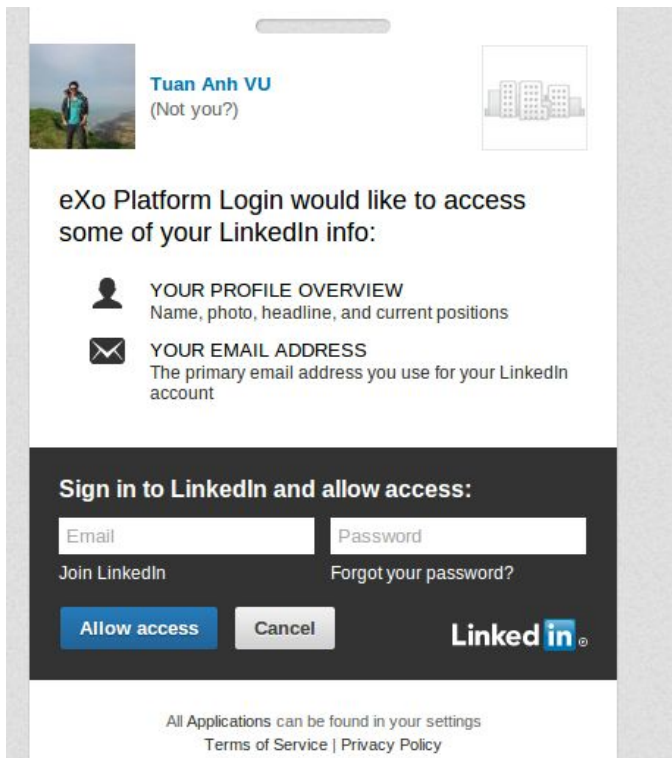 Tuan Anh VU
(Not you?)
eXo Platform Login would like to access
some of your LinkedIn info:
YOUR PROFILE OVERVIEW
Name, photo, headline, and current positions
YOUR EMAIL ADDRESS
The primary email address you use for your LinkedIn
account
Sign in to LinkedIn and allow access:
Email Password
Join LinkedIn Forgot your password?
Allow access Cancel Linked in ®
All Applications can be found in your settings
Terms of Service | Privacy Policy